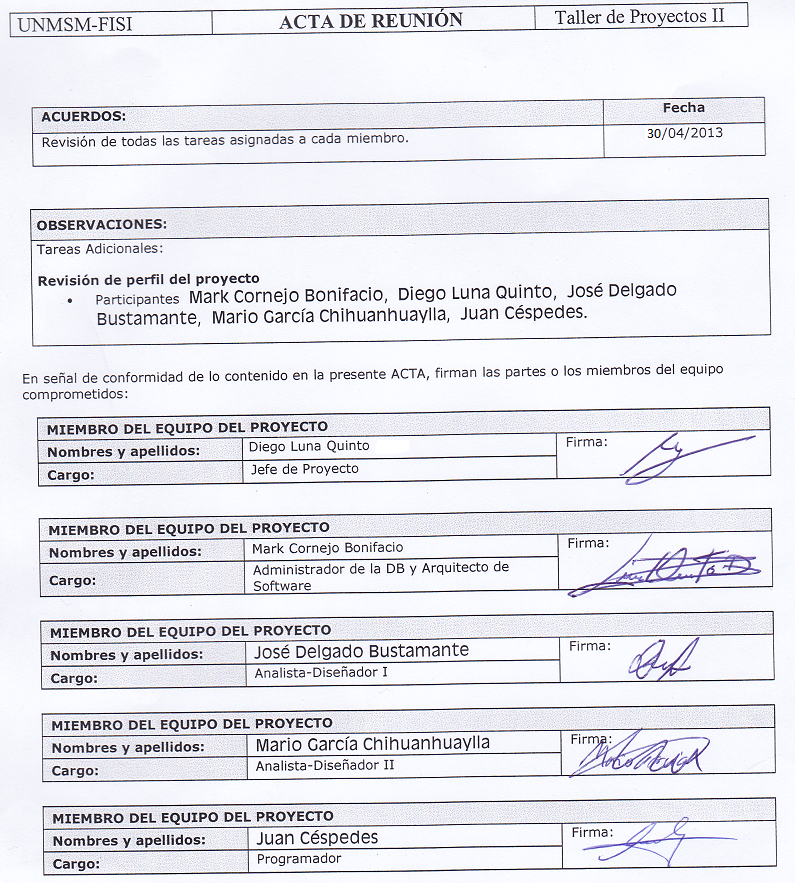 UNMSM-FISI ACTA DE REUNIÓN Taller de Proyectos II
ACUERDOS: Fecha
Revisión de todas las tareas asignadas a cada miembro. 30/04/2013
OBSERVACIONES:
Tareas Adicionales:
Revisión de perfil del proyecto
• Participantes Mark Cornejo Bonifacio, Diego Luna Quinto, José Delgado
Bustamante, Mario García Chihuanhuaylla, Juan Céspedes.
En señal de conformidad de lo contenido en la presente ACTA, firman las partes o los miembros del equipo
comprometidos:
MIEMBRO DEL EQUIPO DEL PROYECTO
Nombres y apellidos: Diego Luna Quinto Firma:
Cargo: Jefe de Proyecto
MIEMBRO DEL EQUIPO DEL PROYECTO
Nombres y apellidos: Mark Cornejo Bonifacio Firma:
Cargo: Administrador de la DB y Arquitecto de
Software
MIEMBRO DEL EQUIPO DEL PROYECTO
Nombres y apellidos: José Delgado Bustamante Firma:
Cargo: Analista-Diseñador I
MIEMBRO DEL EQUIPO DEL PROYECTO
Nombres y apellidos: Mario García Chihuanhuaylla Firma:
Cargo: Analista-Diseñador II
MIEMBRO DEL EQUIPO DEL PROYECTO
Nombres y apellidos: Juan Céspedes Firma:
Cargo: Programador